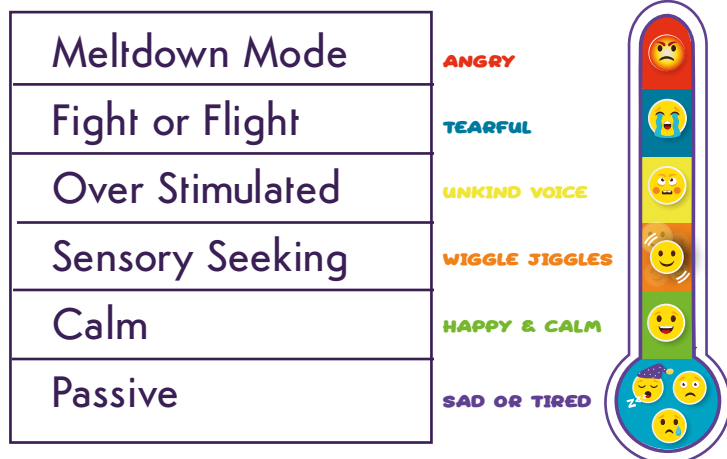 Meltdown Mode
ANGRY
Fight or Flight
TEARFUL
Over Stimulated
UNKIND VOICE
Sensory Seeking
WIGGLE JIGGLES
Calm
HAPPY & CALM
Passive
SAD OR TIRED
zzz